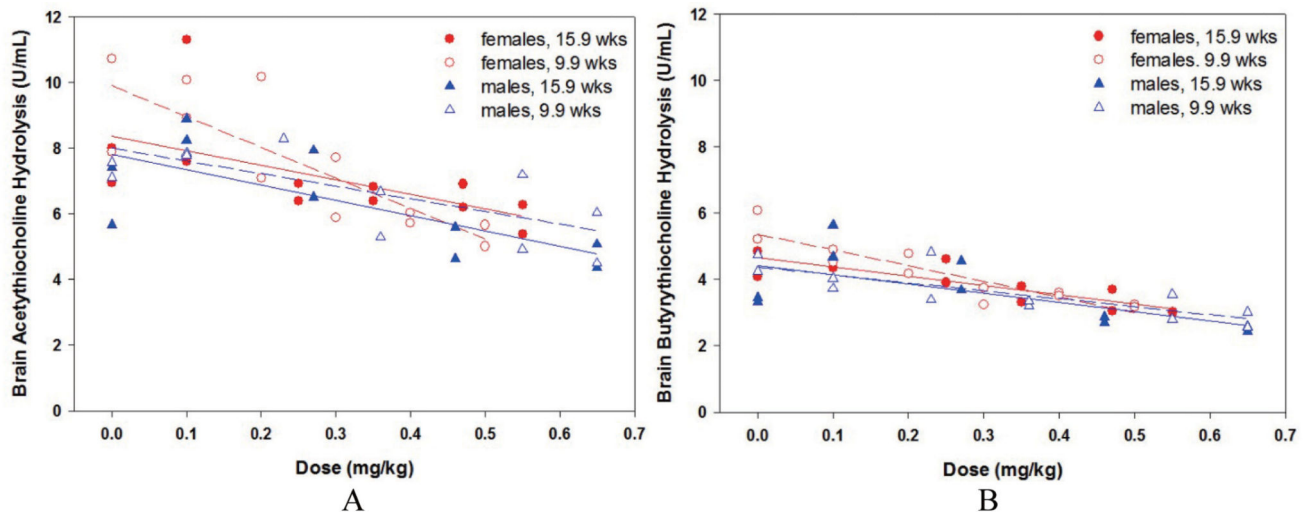 Brain Acetythiocholine Hydrolysis (U/mL)
12
10
8
6
4
2
0
females, 15.9 wks
females, 9.9 wks
males, 15.9 wks
males, 9.9 wks
0.0 0.1 0.2 0.3 0.4 0.5 0.6 0.7
Dose (mg/kg)
A
Brain Butyrythiocholine Hydrolysis (U/mL)
12
10
8
6
4
2
0
females, 15.9 wks
females. 9.9 wks
males, 15.9 wks
males, 9.9 wks
0.0 0.1 0.2 0.3 0.4 0.5 0.6 0.7
Dose (mg/kg)
B